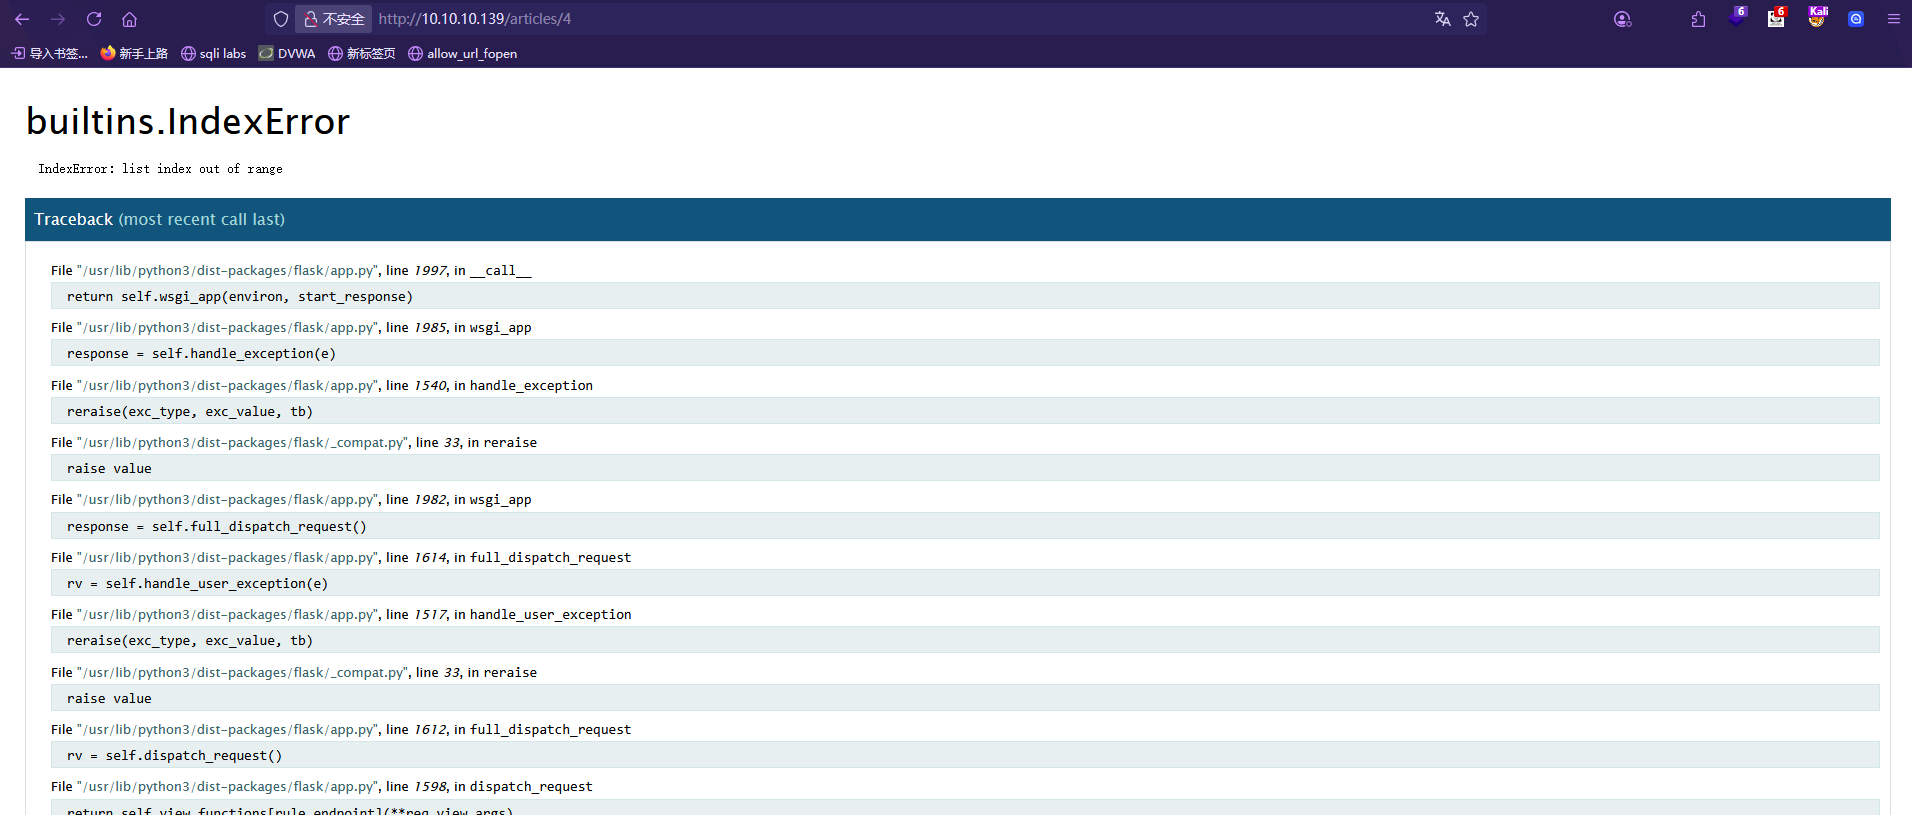 不安全 http://10.10.10.139/articles/4
6 6 Kali
导入书签... 新手上路 sqli labs DVWA 新标签页 allow_url_fopen
builtins.IndexError
IndexError: list index out of range
Traceback (most recent call last)
File "/usr/lib/python3/dist-packages/flask/app.py", line 1997, in __call__
return self.wsgi_app(environ, start_response)
File "/usr/lib/python3/dist-packages/flask/app.py", line 1985, in wsgi_app
response = self.handle_exception(e)
File "/usr/lib/python3/dist-packages/flask/app.py", line 1540, in handle_exception
reraise(exc_type, exc_value, tb)
File "/usr/lib/python3/dist-packages/flask/_compat.py", line 33, in reraise
raise value
File "/usr/lib/python3/dist-packages/flask/app.py", line 1982, in wsgi_app
response = self.full_dispatch_request()
File "/usr/lib/python3/dist-packages/flask/app.py", line 1614, in full_dispatch_request
rv = self.handle_user_exception(e)
File "/usr/lib/python3/dist-packages/flask/app.py", line 1517, in handle_user_exception
reraise(exc_type, exc_value, tb)
File "/usr/lib/python3/dist-packages/flask/_compat.py", line 33, in reraise
raise value
File "/usr/lib/python3/dist-packages/flask/app.py", line 1612, in full_dispatch_request
rv = self.dispatch_request()
File "/usr/lib/python3/dist-packages/flask/app.py", line 1598, in dispatch_request
return self.view_functions[rule.endpoint](**req.view_args)